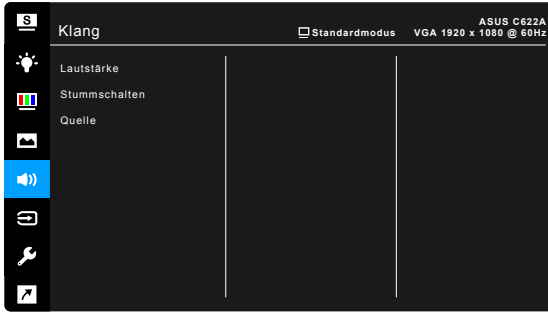 S
Klang
Standardmodus
ASUS C622A
VGA 1920 x 1080 @ 60Hz
Lautstärke
Stummschalten
Quelle